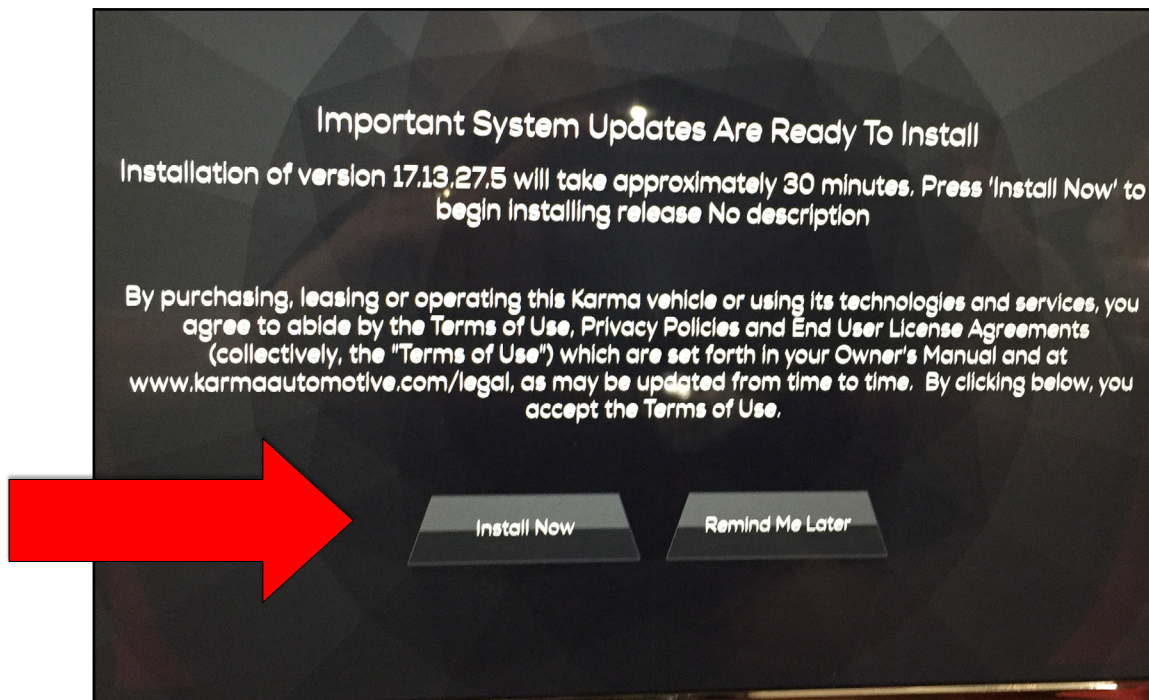 Important System Updates Are Ready To Install
Installation of version 17.13.27.5 will take approximately 30 minutes. Press 'Install Now' to
begin installing release No description
By purchasing, leasing or operating this Karma vehicle or using its technologies and services, you
agree to abide by the Terms of Use, Privacy Policies and End User License Agreements
(collectively, the "Terms of Use") which are set forth in your Owner's Manual and at
www.karmaautomotive.com/legal, as may be updated from time to time. By clicking below, you
accept the Terms of Use.
Install Now
Remind Me Later